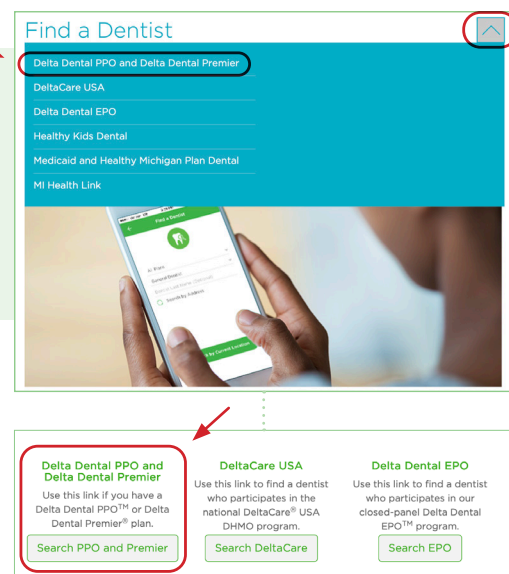 Find a Dentist
Delta Dental PPO and Delta Dental Premier
DeltaCare USA
Delta Dental EPO
Healthy Kids Dental
Medicaid and Healthy Michigan Plan Dental
MI Health Link
Find a Dentist
General Dentist
Search By Address
by Current Location
Delta Dental PPO and
Delta Dental Premier
Use this link if you have a
Delta Dental PPO™ or Delta
Dental Premier® plan.
Search PPO and Premier
DeltaCare USA
Use this link to find a dentist
who participates in the
national DeltaCare® USA
DHMO program.
Search DeltaCare
Delta Dental EPO
Use this link to find a dentist
who participates in our
closed-panel Delta Dental
EPO™ program.
Search EPO